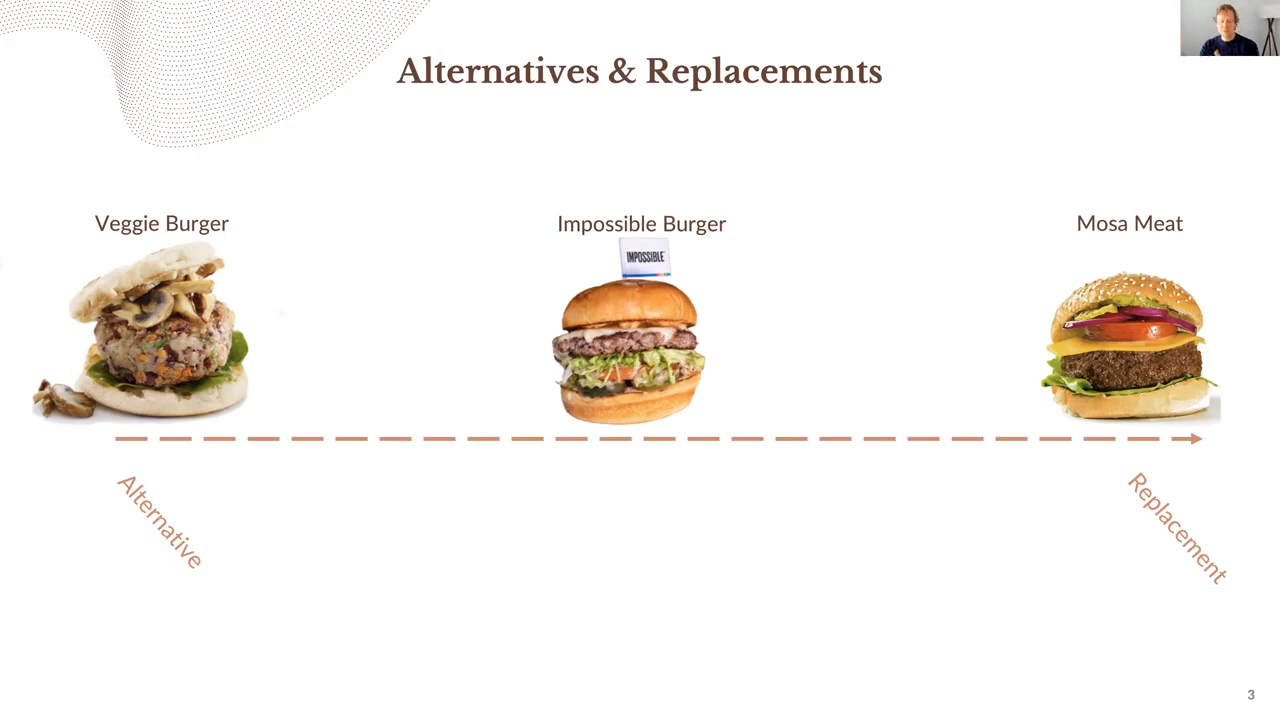 Alternatives & Replacements
Veggie Burger
Impossible Burger
Mosa Meat
IMPOSSIBLE
Alternative
Replacement
3